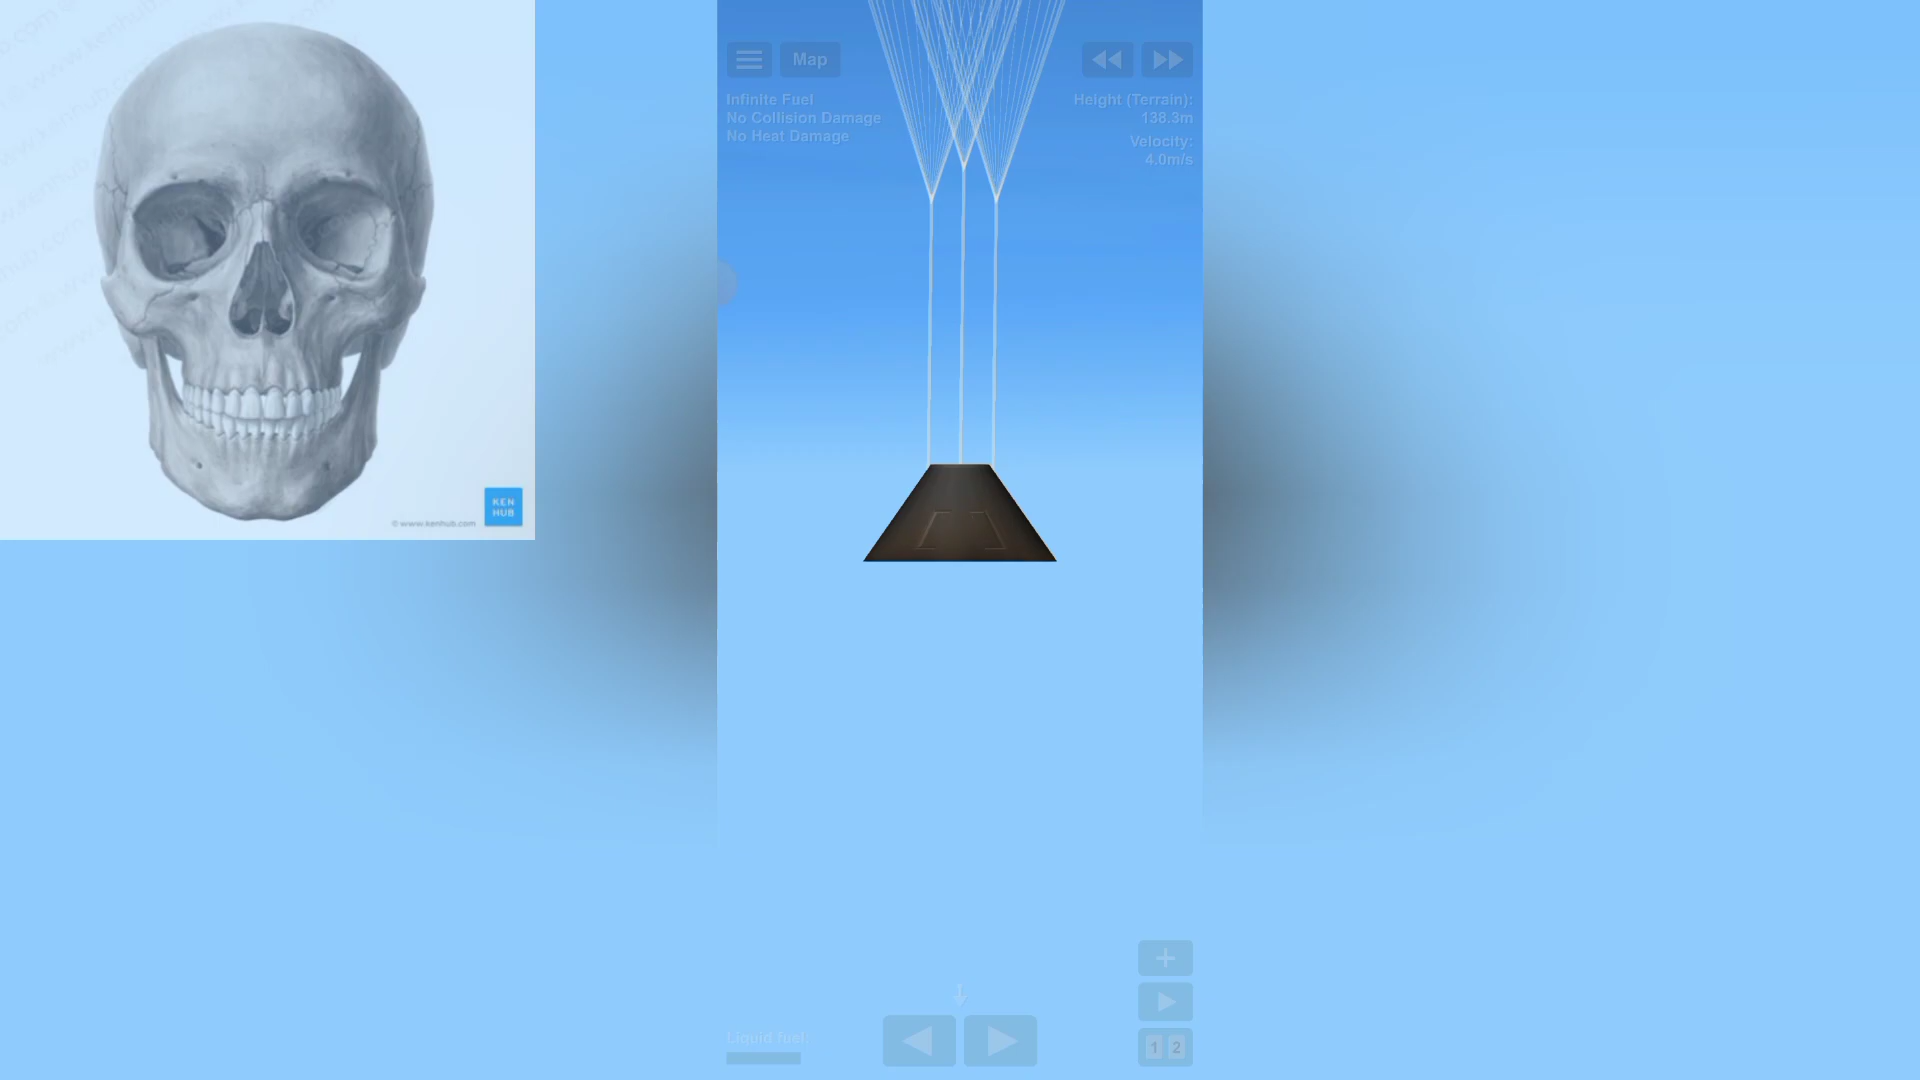 Map
Infinite Fuel
No Collision Damage
No Heat Damage
Height (Terrain):
138.3m
Velocity:
4.0m/s
KEN
HUB
© www.kenhub.com
Liquid fuel
1 2